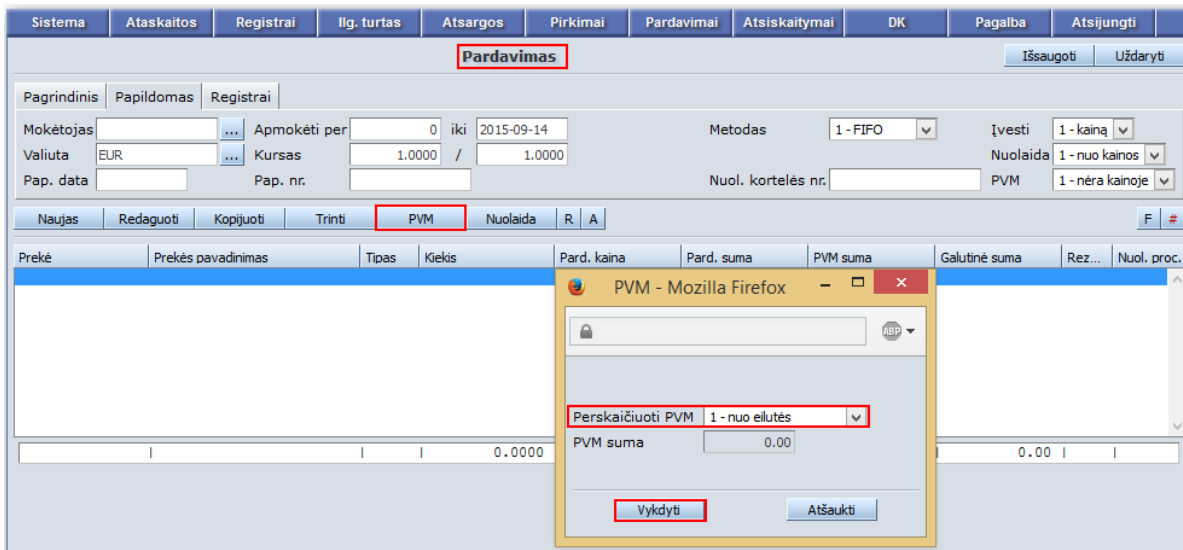 Sistema Ataskaitos Registrai Ilg. turtas Atsargos Pirkimai Pardavimai Atsiskaitymai DK Pagalba Atsijungti
Pardavimas Išsaugoti Uždaryti
Pagrindinis Papildomas Registrai
Mokėtojas ... Apmokėti per 0 iki 2015-09-14 Metodas 1 - FIFO Įvesti 1 - kainą
Valiuta EUR ... Kursas 1.0000 / 1.0000 Nuolaida 1 - nuo kainos
Pap. data Pap. nr. Nuol. kortelės nr. PVM 1 - nėra kainoje
Naujas Redaguoti Kopijuoti Trinti PVM Nuolaida R A F #
Prekė Prekės pavadinimas Tipas Kiekis Pard. kaina Pard. suma PVM suma Galutinė suma Rez... Nuol. proc.
PVM - Mozilla Firefox
ABP
Perskaičiuoti PVM 1 - nuo eilutės
PVM suma 0.00
0.0000 0.00
Vykdyti Atšaukti